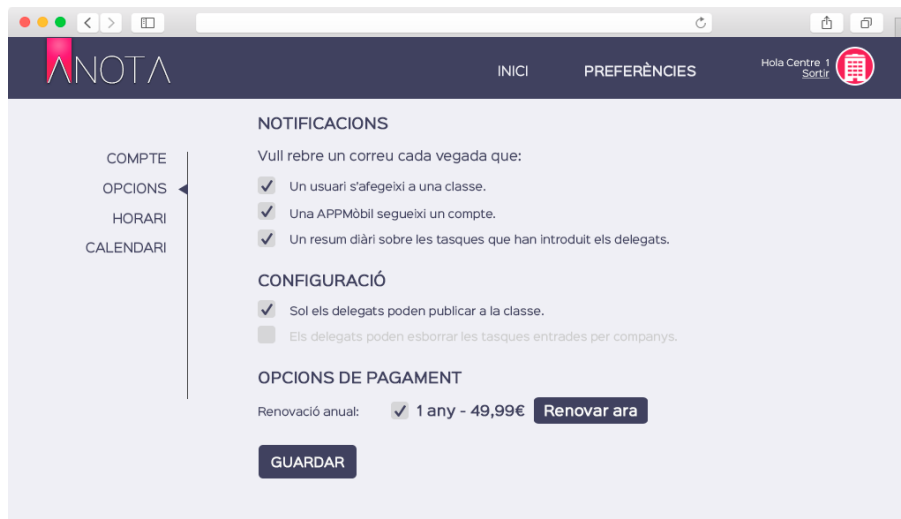 ANOTA
INICI
PREFERÈNCIES
Hola Centre 1
Sortir
COMPTE
OPCIONS
HORARI
CALENDARI
NOTIFICACIONS
Vull rebre un correu cada vegada que:
Un usuari s'afegeixi a una classe.
Una APPMòbil segueixi un compte.
Un resum diàri sobre les tasques que han introduit els delegats.
CONFIGURACIÓ
Sol els delegats poden publicar a la classe.
Els delegats poden esborrar les tasques entrades per companys.
OPCIONS DE PAGAMENT
Renovació anual: 1 any - 49,99€ Renovar ara
GUARDAR